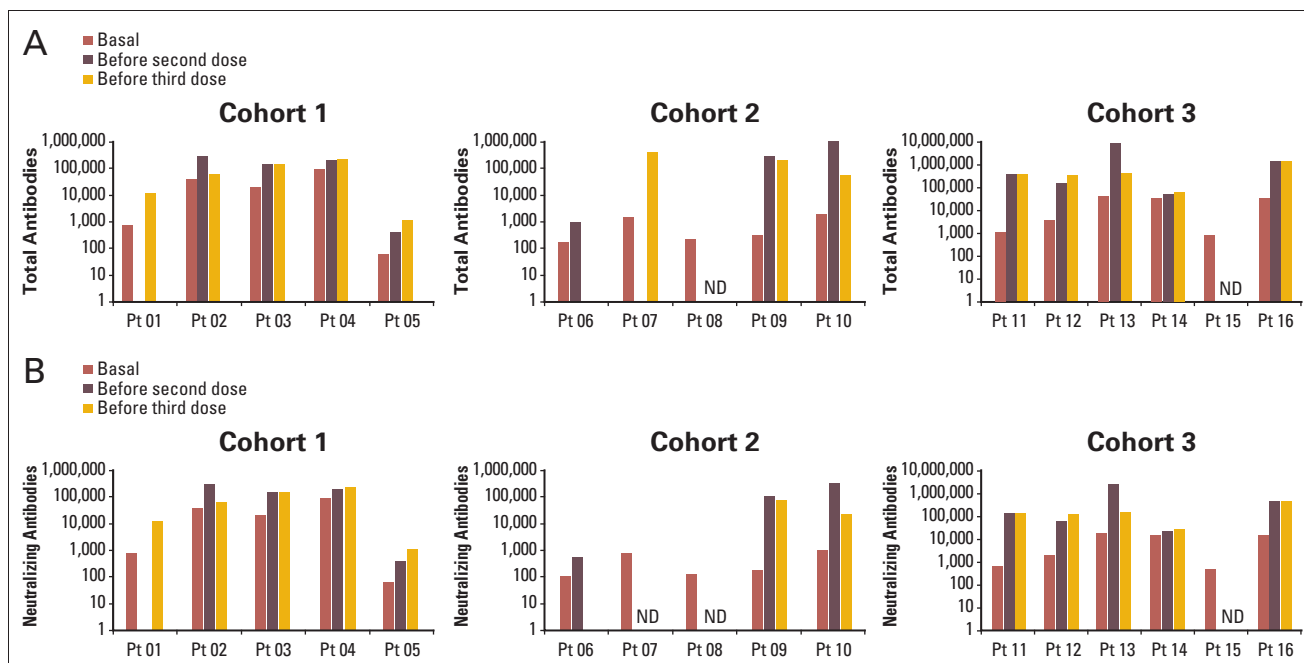 A
Basal
Before second dose
Before third dose
Cohort 1
Total Antibodies
1,000,000
100,000
10,000
1,000
100
10
1
Pt 01 Pt 02 Pt 03 Pt 04 Pt 05
Cohort 2
Total Antibodies
1,000,000
100,000
10,000
1,000
100
10
1
ND
Pt 06 Pt 07 Pt 08 Pt 09 Pt 10
Cohort 3
Total Antibodies
10,000,000
1,000,000
100,000
10,000
1,000
100
10
1
ND
Pt 11 Pt 12 Pt 13 Pt 14 Pt 15 Pt 16
B
Basal
Before second dose
Before third dose
Cohort 1
Neutralizing Antibodies
1,000,000
100,000
10,000
1,000
100
10
1
Pt 01 Pt 02 Pt 03 Pt 04 Pt 05
Cohort 2
Neutralizing Antibodies
1,000,000
100,000
10,000
1,000
100
10
1
ND ND
Pt 06 Pt 07 Pt 08 Pt 09 Pt 10
Cohort 3
Neutralizing Antibodies
10,000,000
1,000,000
100,000
10,000
1,000
100
10
1
ND
Pt 11 Pt 12 Pt 13 Pt 14 Pt 15 Pt 16